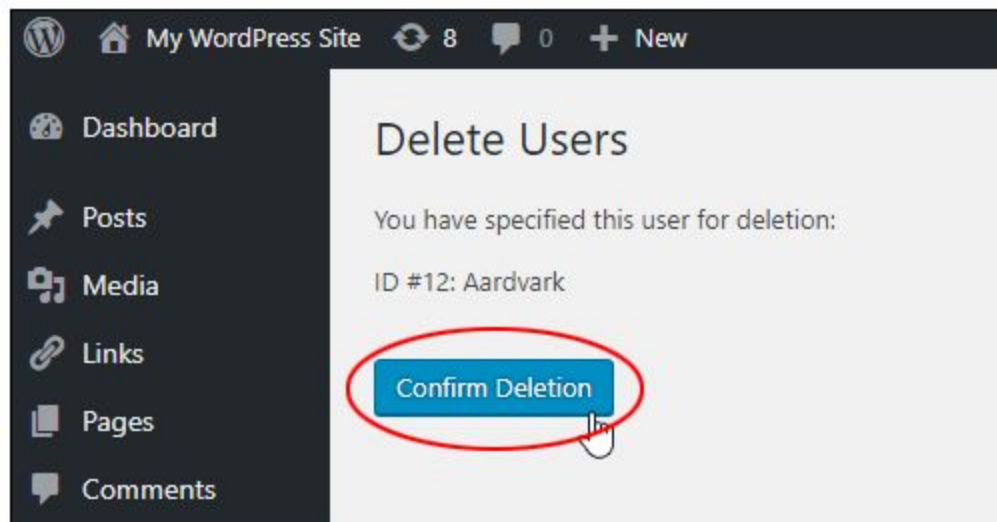 My WordPress Site 8 0 + New
Dashboard
Posts
Media
Links
Pages
Comments
Delete Users
You have specified this user for deletion:
ID #12: Aardvark
Confirm Deletion